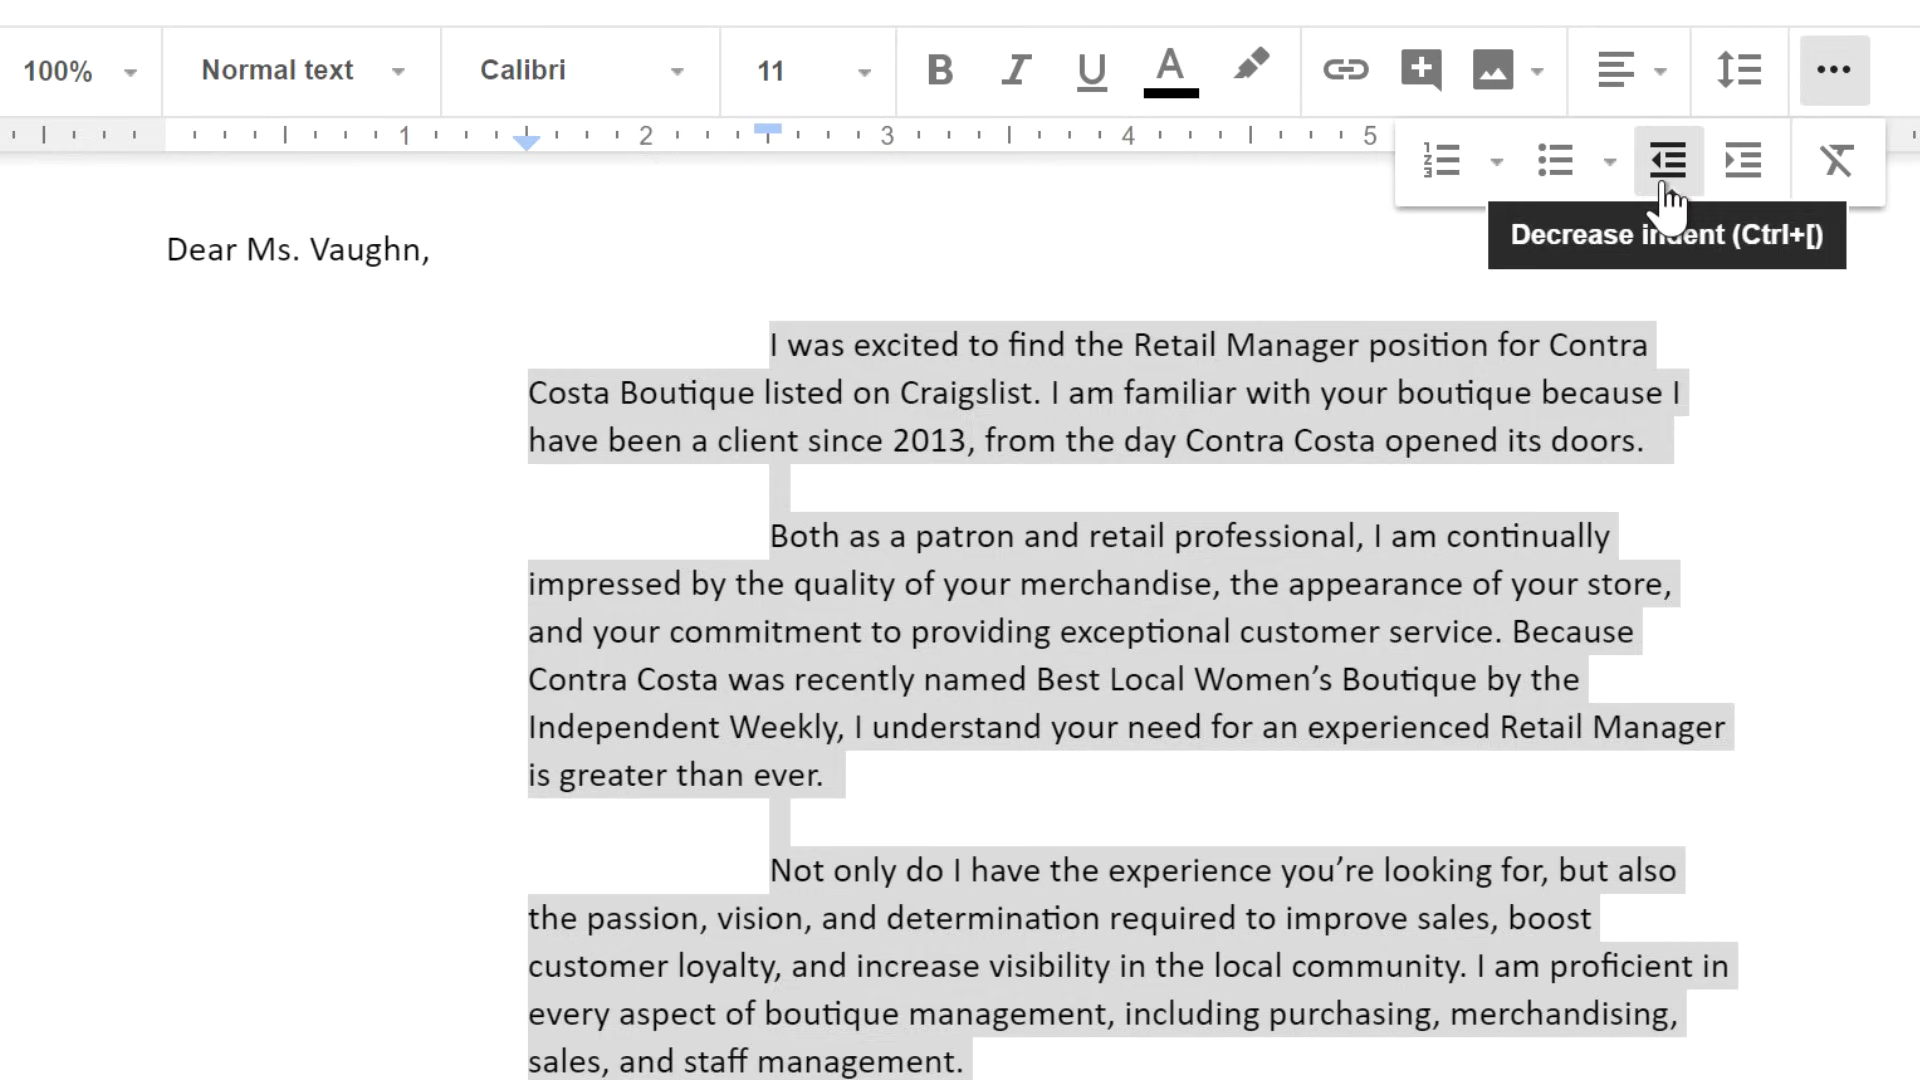 100% Normal text Calibri 11 B I U A
1 2 3 4 5
Decrease indent (Ctrl+[)
Dear Ms. Vaughn,
I was excited to find the Retail Manager position for Contra
Costa Boutique listed on Craigslist. I am familiar with your boutique because I
have been a client since 2013, from the day Contra Costa opened its doors.
Both as a patron and retail professional, I am continually
impressed by the quality of your merchandise, the appearance of your store,
and your commitment to providing exceptional customer service. Because
Contra Costa was recently named Best Local Women’s Boutique by the
Independent Weekly, I understand your need for an experienced Retail Manager
is greater than ever.
Not only do I have the experience you’re looking for, but also
the passion, vision, and determination required to improve sales, boost
customer loyalty, and increase visibility in the local community. I am proficient in
every aspect of boutique management, including purchasing, merchandising,
sales, and staff management.